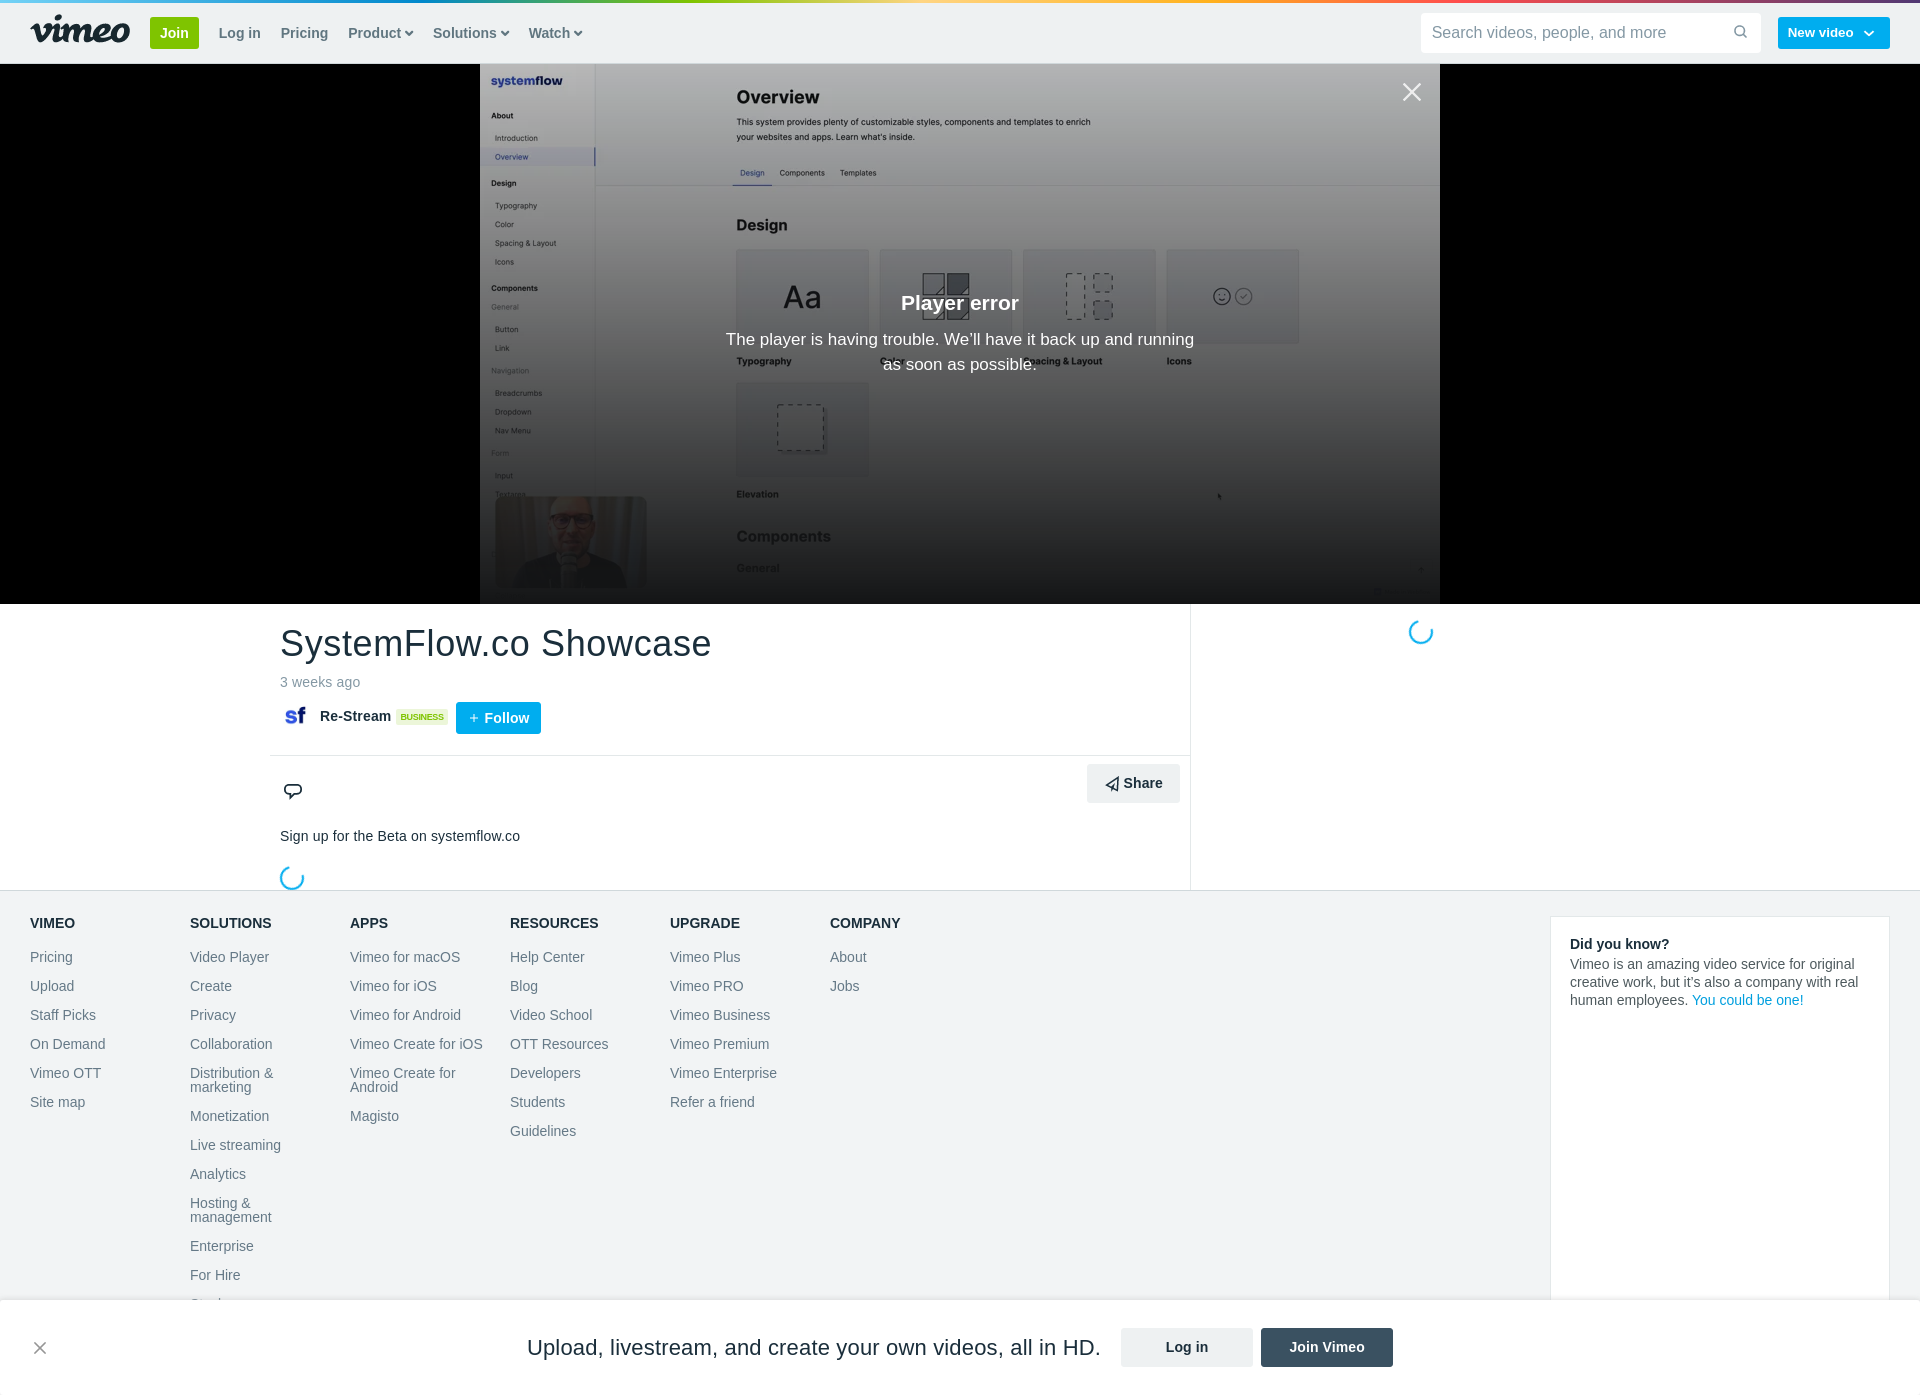 vimeo
Join
Log in
Pricing
Product
Solutions
Watch
Search videos, people, and more
New video
systemflow
About
Introduction
Overview
Design
Typography
Color
Spacing & Layout
Icons
Components
General
Button
Link
Navigation
Breadcrumbs
Dropdown
Nav Menu
Form
Input
Overview
This system provides plenty of customizable styles, components and templates to enrich
your websites and apps. Learn what's inside.
Design
Components
Templates
Design
Aa
Typography
Color
Spacing & Layout
Icons
Elevation
Components
General
Player error
The player is having trouble. We’ll have it back up and running
as soon as possible.
SystemFlow.co Showcase
3 weeks ago
sf
Re-Stream
BUSINESS
+ Follow
Share
Sign up for the Beta on systemflow.co
VIMEO
Pricing
Upload
Staff Picks
On Demand
Vimeo OTT
Site map
SOLUTIONS
Video Player
Create
Privacy
Collaboration
Distribution &
marketing
Monetization
Live streaming
Analytics
Hosting &
management
Enterprise
For Hire
APPS
Vimeo for macOS
Vimeo for iOS
Vimeo for Android
Vimeo Create for iOS
Vimeo Create for
Android
Magisto
RESOURCES
Help Center
Blog
Video School
OTT Resources
Developers
Students
Guidelines
UPGRADE
Vimeo Plus
Vimeo PRO
Vimeo Business
Vimeo Premium
Vimeo Enterprise
Refer a friend
COMPANY
About
Jobs
Did you know?
Vimeo is an amazing video service for original
creative work, but it’s also a company with real
human employees. You could be one!
Upload, livestream, and create your own videos, all in HD.
Log in
Join Vimeo